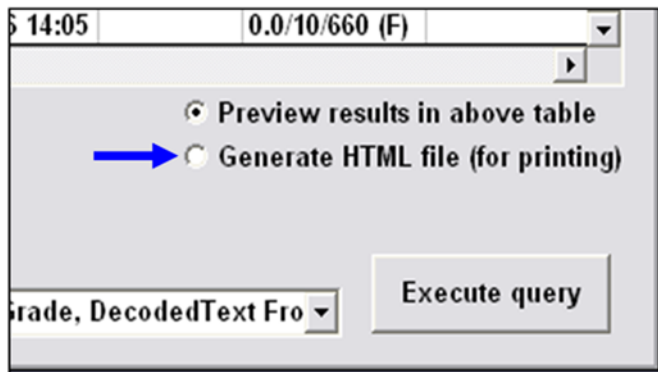 14:05 0.0/10/660 (F)
Preview results in above table
Generate HTML file (for printing)
Grade, DecodedText Fro
Execute query